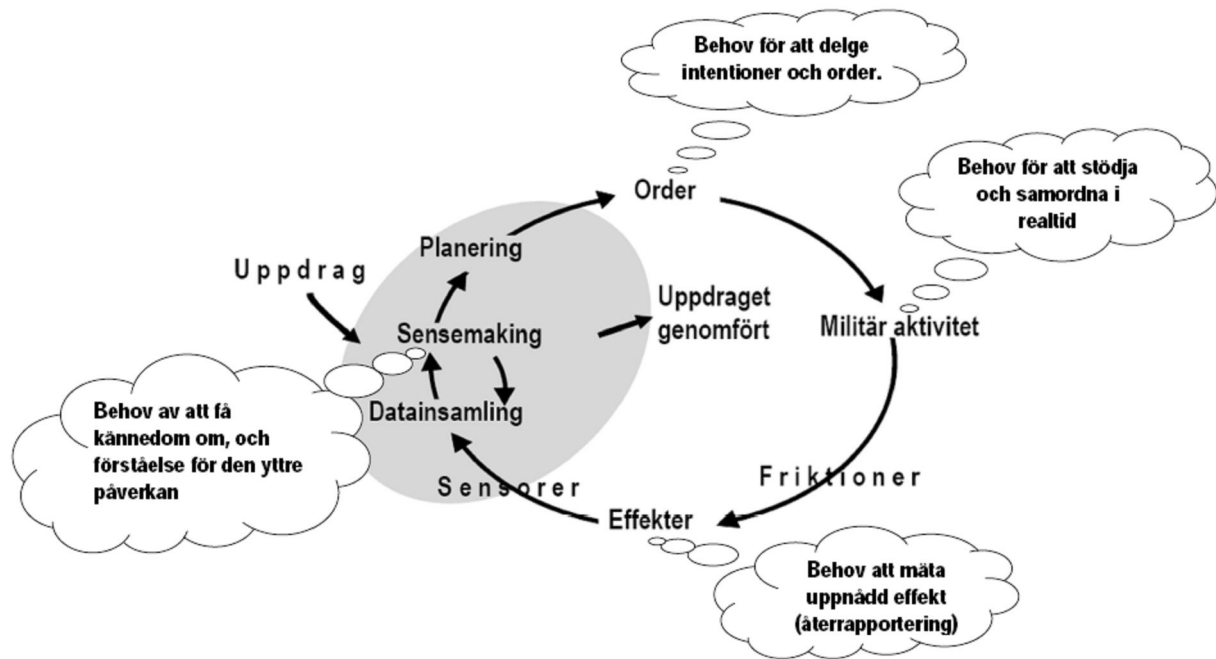 Behov för att delge
intentioner och order.
Behov för att stödja
och samordna i
realtid
Order
Planering
Uppdrag
Uppdraget
genomfört
Militär aktivitet
Sensemaking
Datainsamling
Behov av att få
kännedom om, och
förståelse för den yttre
påverkan
Sensorer
Friktioner
Effekter
Behov att mäta
uppnådd effekt
(återrapportering)